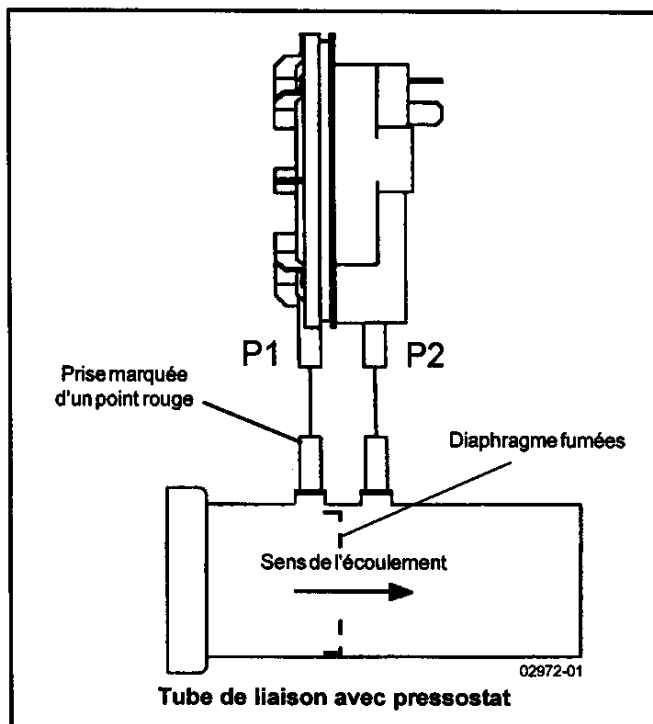 P1
P2
Prise marquée
d'un point rouge
Diaphragme fumées
Sens de l'écoulement
02972-01
Tube de liaison avec pressostat